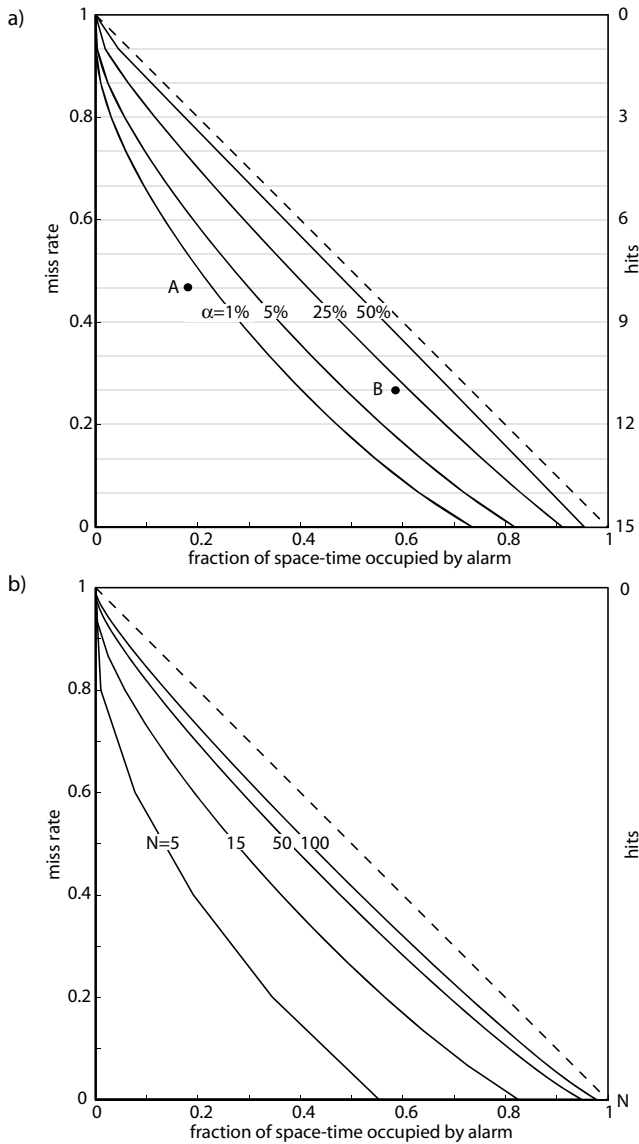 a)
1
0
0.8
3
0.6
6
miss rate
hits
A
α=1% 5% 25% 50%
0.4
9
B
0.2
12
0
15
0 0.2 0.4 0.6 0.8 1
fraction of space-time occupied by alarm
b)
1
0
0.8
0.6
miss rate
hits
N=5 15 50 100
0.4
0.2
0
N
0 0.2 0.4 0.6 0.8 1
fraction of space-time occupied by alarm